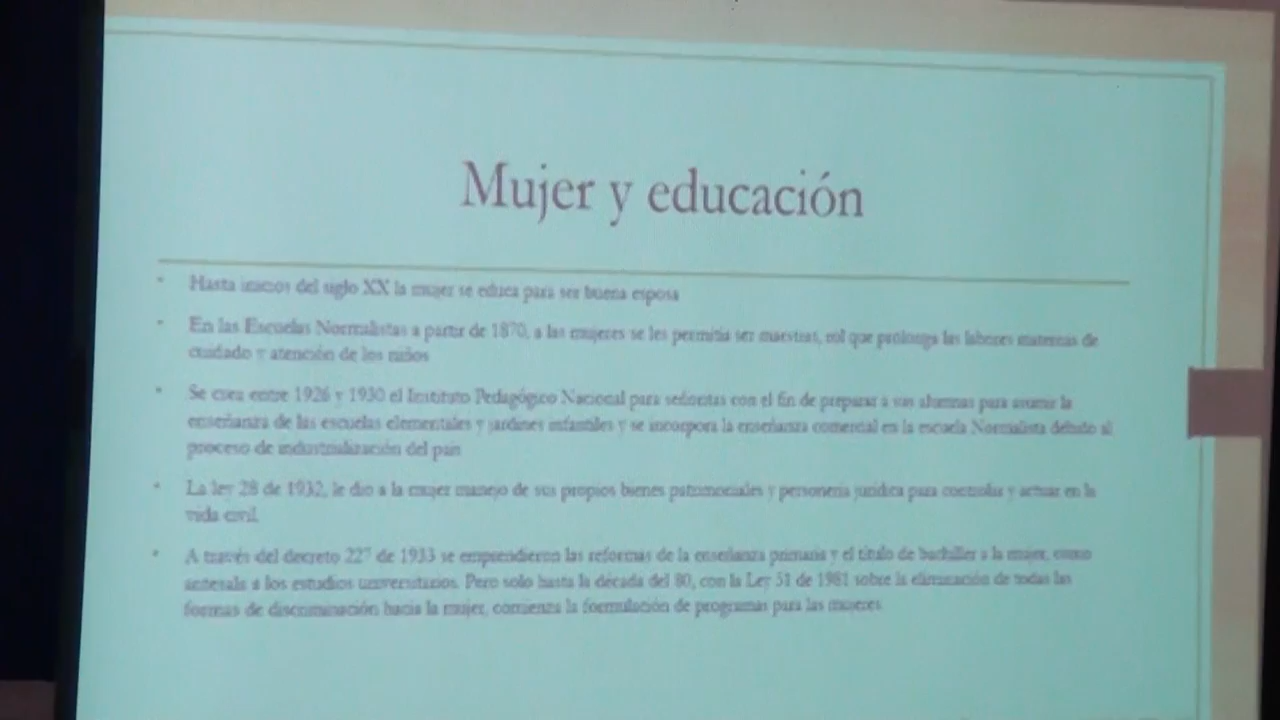 Mujer y educación
Hasta inicios del siglo XX la mujer se educa para ser buena esposa
En las Escuelas Normalistas a partir de 1870, a las mujeres se les permitía ser maestras, rol que prolonga las labores maternas de
cuidado y atención de los niños
Se crea entre 1926 y 1930 el Instituto Pedagógico Nacional para señoritas con el fin de preparar a sus alumnas para asumir la
enseñanza de las escuelas elementales y jardines infantiles y se incorpora la enseñanza comercial en la escuela Normalista debido al
proceso de industrialización del país
La ley 28 de 1932, le dio a la mujer manejo de sus propios bienes patrimoniales y personería jurídica para controlar y actuar en la
vida civil.
A través del decreto 227 de 1933 se emprendieron las reformas de la enseñanza primaria y el título de bachiller a la mujer, como
antesala a los estudios universitarios. Pero solo hasta la década del 80, con la Ley 51 de 1981 sobre la eliminación de todas las
formas de discriminación hacia la mujer, comienza la formulación de programas para las mujeres